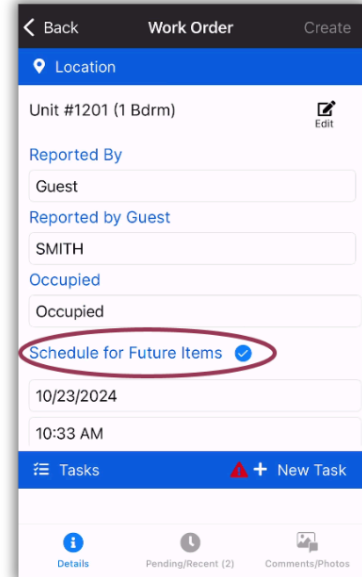 Back Work Order Create
Location
Unit #1201 (1 Bdrm)
Edit
Reported By
Guest
Reported by Guest
SMITH
Occupied
Occupied
Schedule for Future Items
10/23/2024
10:33 AM
Tasks + New Task
Details Pending/Recent (2) Comments/Photos